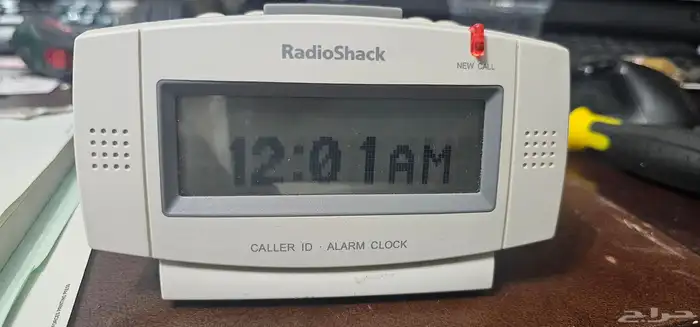 RadioShack
NEW CALL
12:01AM
CALLER ID · ALARM CLOCK
حراج